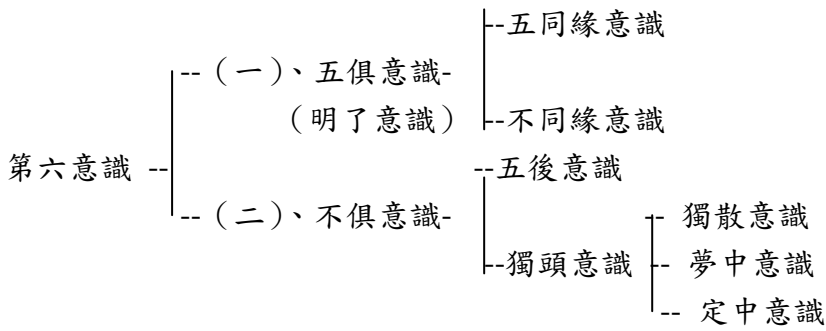 五同緣意識
（一）、五俱意識
（明了意識）
不同緣意識
第六意識
五後意識
（二）、不俱意識
獨散意識
獨頭意識
夢中意識
定中意識